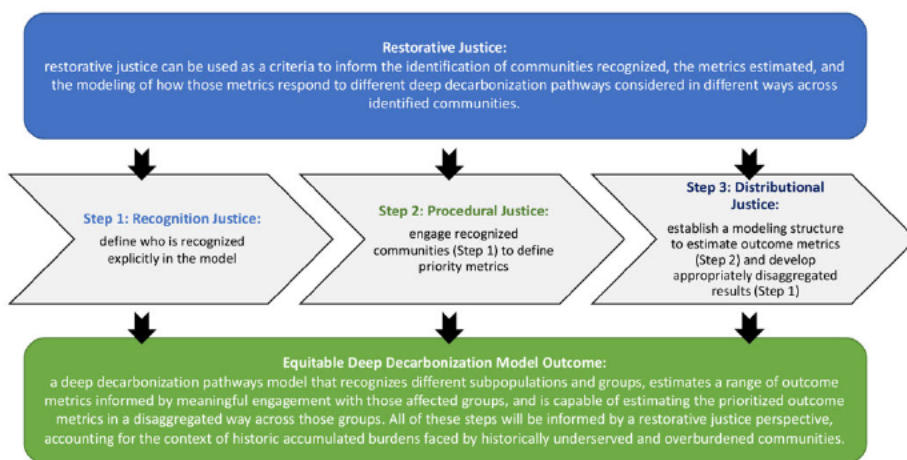 Restorative Justice:
restorative justice can be used as a criteria to inform the identification of communities recognized, the metrics estimated, and
the modeling of how those metrics respond to different deep decarbonization pathways considered in different ways across
identified communities.
Step 1: Recognition Justice:
define who is recognized
explicitly in the model
Step 2: Procedural Justice:
engage recognized
communities (Step 1) to define
priority metrics
Step 3: Distributional
Justice:
establish a modeling structure
to estimate outcome metrics
(Step 2) and develop
appropriately disaggregated
results (Step 1)
Equitable Deep Decarbonization Model Outcome:
a deep decarbonization pathways model that recognizes different subpopulations and groups, estimates a range of outcome
metrics informed by meaningful engagement with those affected groups, and is capable of estimating the prioritized outcome
metrics in a disaggregated way across those groups. All of these steps will be informed by a restorative justice perspective,
accounting for the context of historic accumulated burdens faced by historically underserved and overburdened communities.